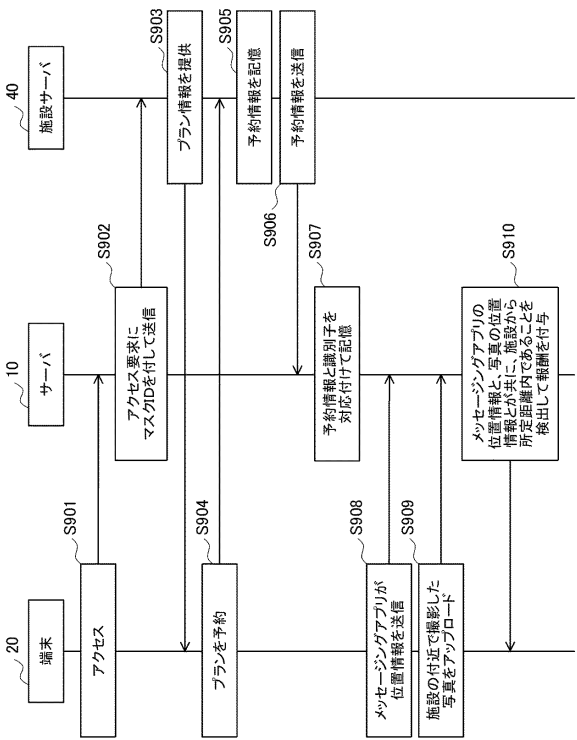 20
端末
10
サーバ
40
施設サーバ
S901
アクセス
S902
アクセス要求に
マスクIDを付して送信
S903
プラン情報を提供
S904
プランを予約
S905
予約情報を記憶
S906
予約情報を送信
S907
予約情報と識別子を
対応付けて記憶
S908
メッセージングアプリが
位置情報を送信
S909
施設の付近で撮影した
写真をアップロード
S910
メッセージングアプリの
位置情報と、写真の位置
情報とが共に、施設から
所定距離内であることを
検出して報酬を付与